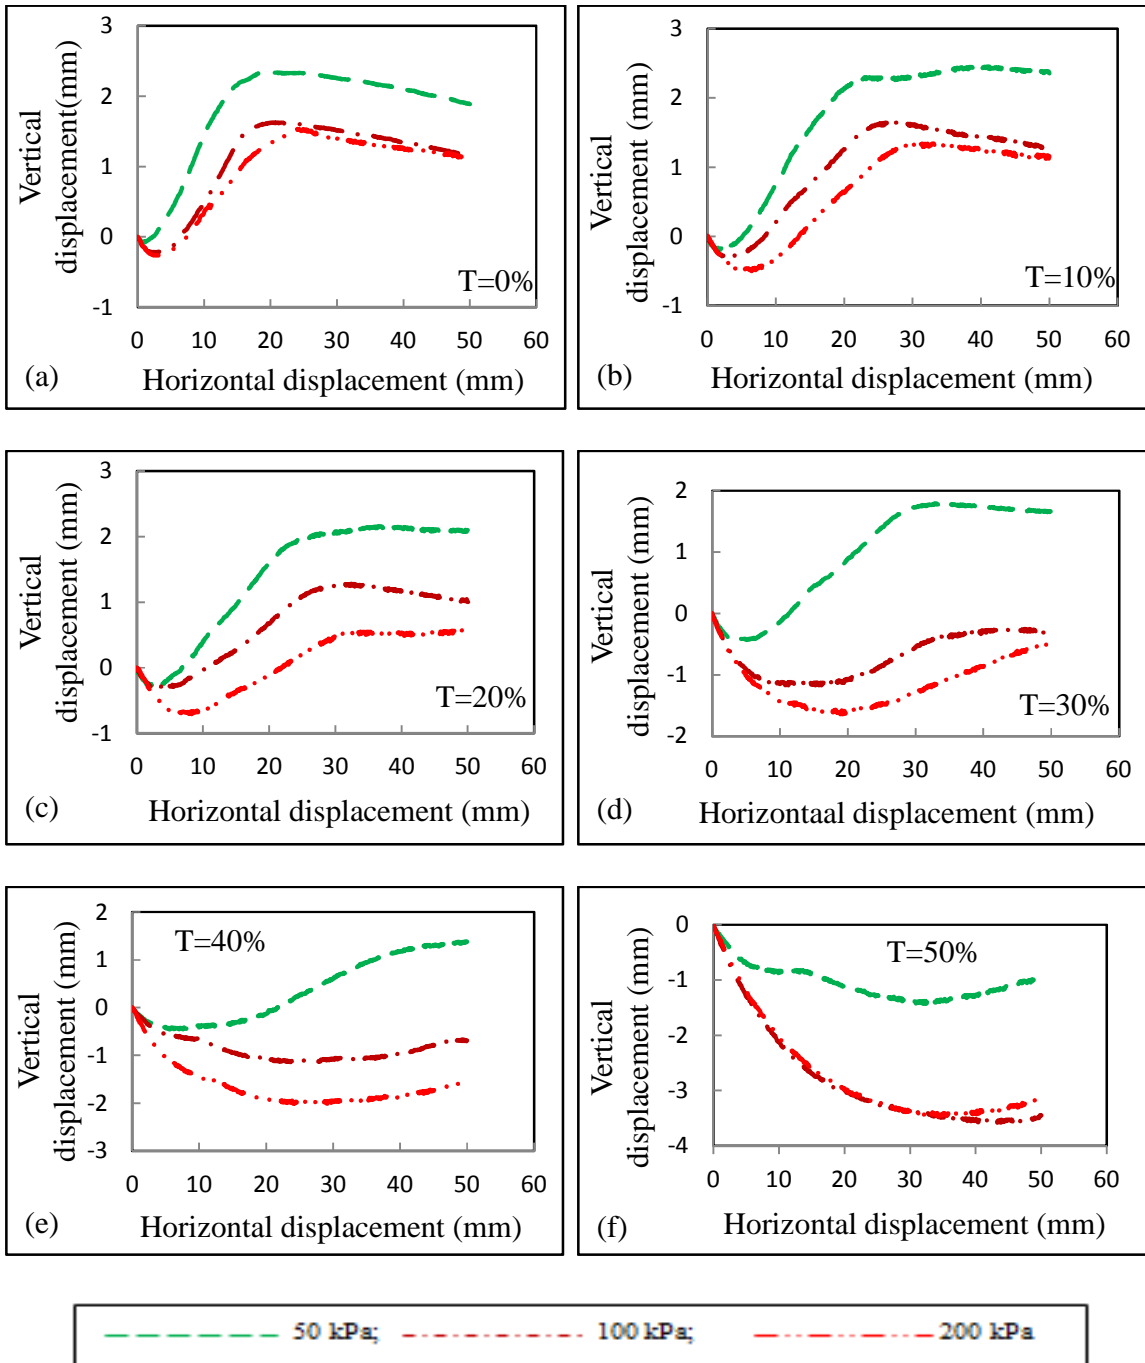 3
2
1
0
-1
0 10 20 30 40 50 60
Vertical
displacement(mm)
T=0%
(a) Horizontal displacement (mm)
3
2
1
0
-1
0 10 20 30 40 50 60
Vertical
displacement (mm)
T=10%
(b) Horizontal displacement (mm)
3
2
1
0
-1
0 10 20 30 40 50 60
Vertical
displacement (mm)
T=20%
(c) Horizontal displacement (mm)
2
1
0
-1
-2
0 10 20 30 40 50 60
Vertical
displacement (mm)
T=30%
(d) Horizontaal displacement (mm)
2
1
0
-1
-2
-3
0 10 20 30 40 50 60
Vertical
displacement (mm)
T=40%
(e) Horizontal displacement (mm)
0
-1
-2
-3
-4
0 10 20 30 40 50 60
Vertical
displacement (mm)
T=50%
(f) Horizontal displacement (mm)
50 kPa; 100 kPa; 200 kPa